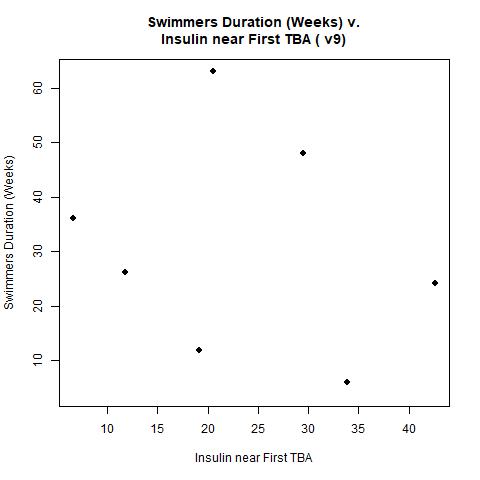 Swimmers Duration (Weeks) v.
Insulin near First TBA ( v9)
Swimmers Duration (Weeks)
60
50
40
30
20
10
10 15 20 25 30 35 40
Insulin near First TBA